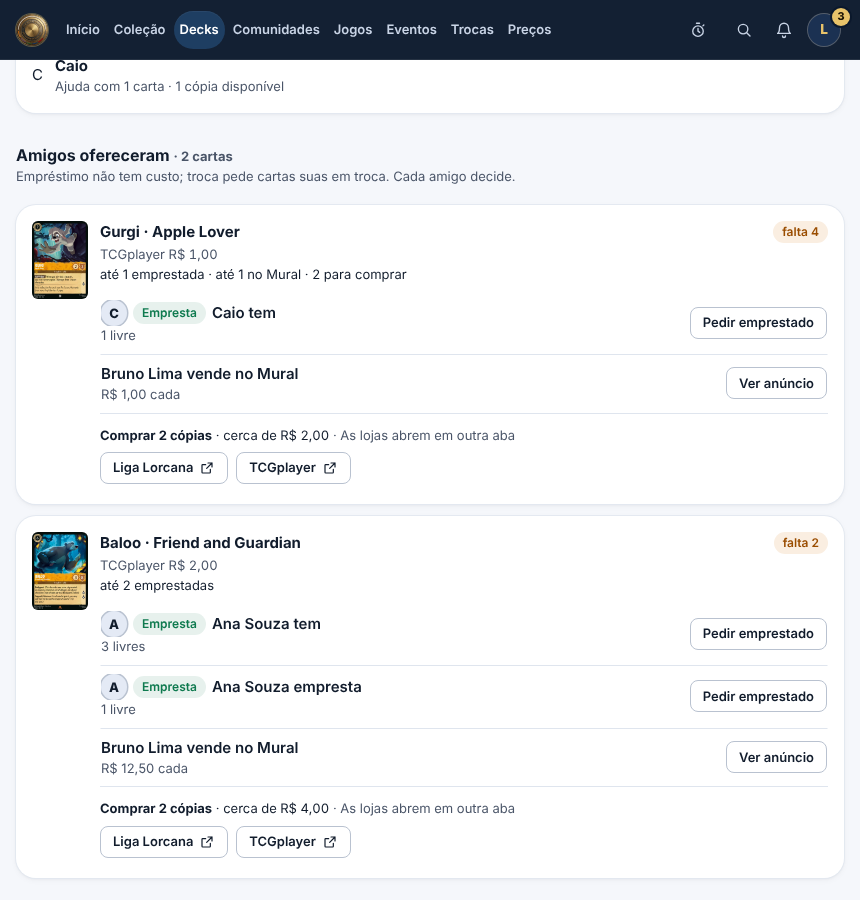 Início Coleção Decks Comunidades Jogos Eventos Trocas Preços L 3
C Caio
Ajuda com 1 carta · 1 cópia disponível
Amigos ofereceram · 2 cartas
Empréstimo não tem custo; troca pede cartas suas em troca. Cada amigo decide.
Gurgi · Apple Lover falta 4
TCGplayer R$ 1,00
até 1 emprestada · até 1 no Mural · 2 para comprar
C Empresta Caio tem Pedir emprestado
1 livre
Bruno Lima vende no Mural Ver anúncio
R$ 1,00 cada
Comprar 2 cópias · cerca de R$ 2,00 · As lojas abrem em outra aba
Liga Lorcana TCGplayer
Baloo · Friend and Guardian falta 2
TCGplayer R$ 2,00
até 2 emprestadas
A Empresta Ana Souza tem Pedir emprestado
3 livres
A Empresta Ana Souza empresta Pedir emprestado
1 livre
Bruno Lima vende no Mural Ver anúncio
R$ 12,50 cada
Comprar 2 cópias · cerca de R$ 4,00 · As lojas abrem em outra aba
Liga Lorcana TCGplayer